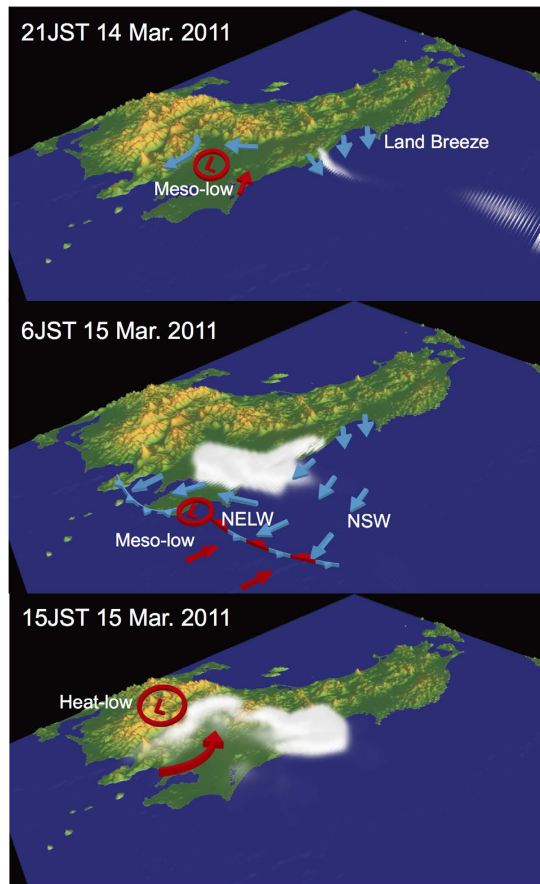 21JST 14 Mar. 2011
Land Breeze
L
Meso-low
6JST 15 Mar. 2011
L
NELW
NSW
Meso-low
15JST 15 Mar. 2011
Heat-low
L